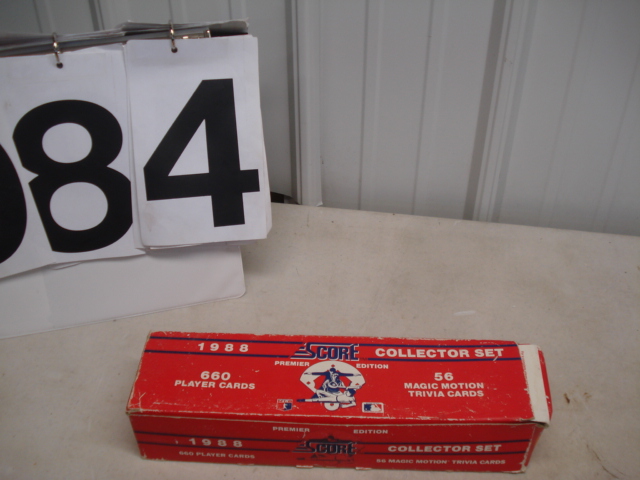 084
1988 SCORE COLLECTOR SET
PREMIER EDITION
660 56
PLAYER CARDS MAGIC MOTION
TRIVIA CARDS
PREMIER EDITION
1988 SCORE COLLECTOR SET
660 PLAYER CARDS 56 MAGIC MOTION TRIVIA CARDS